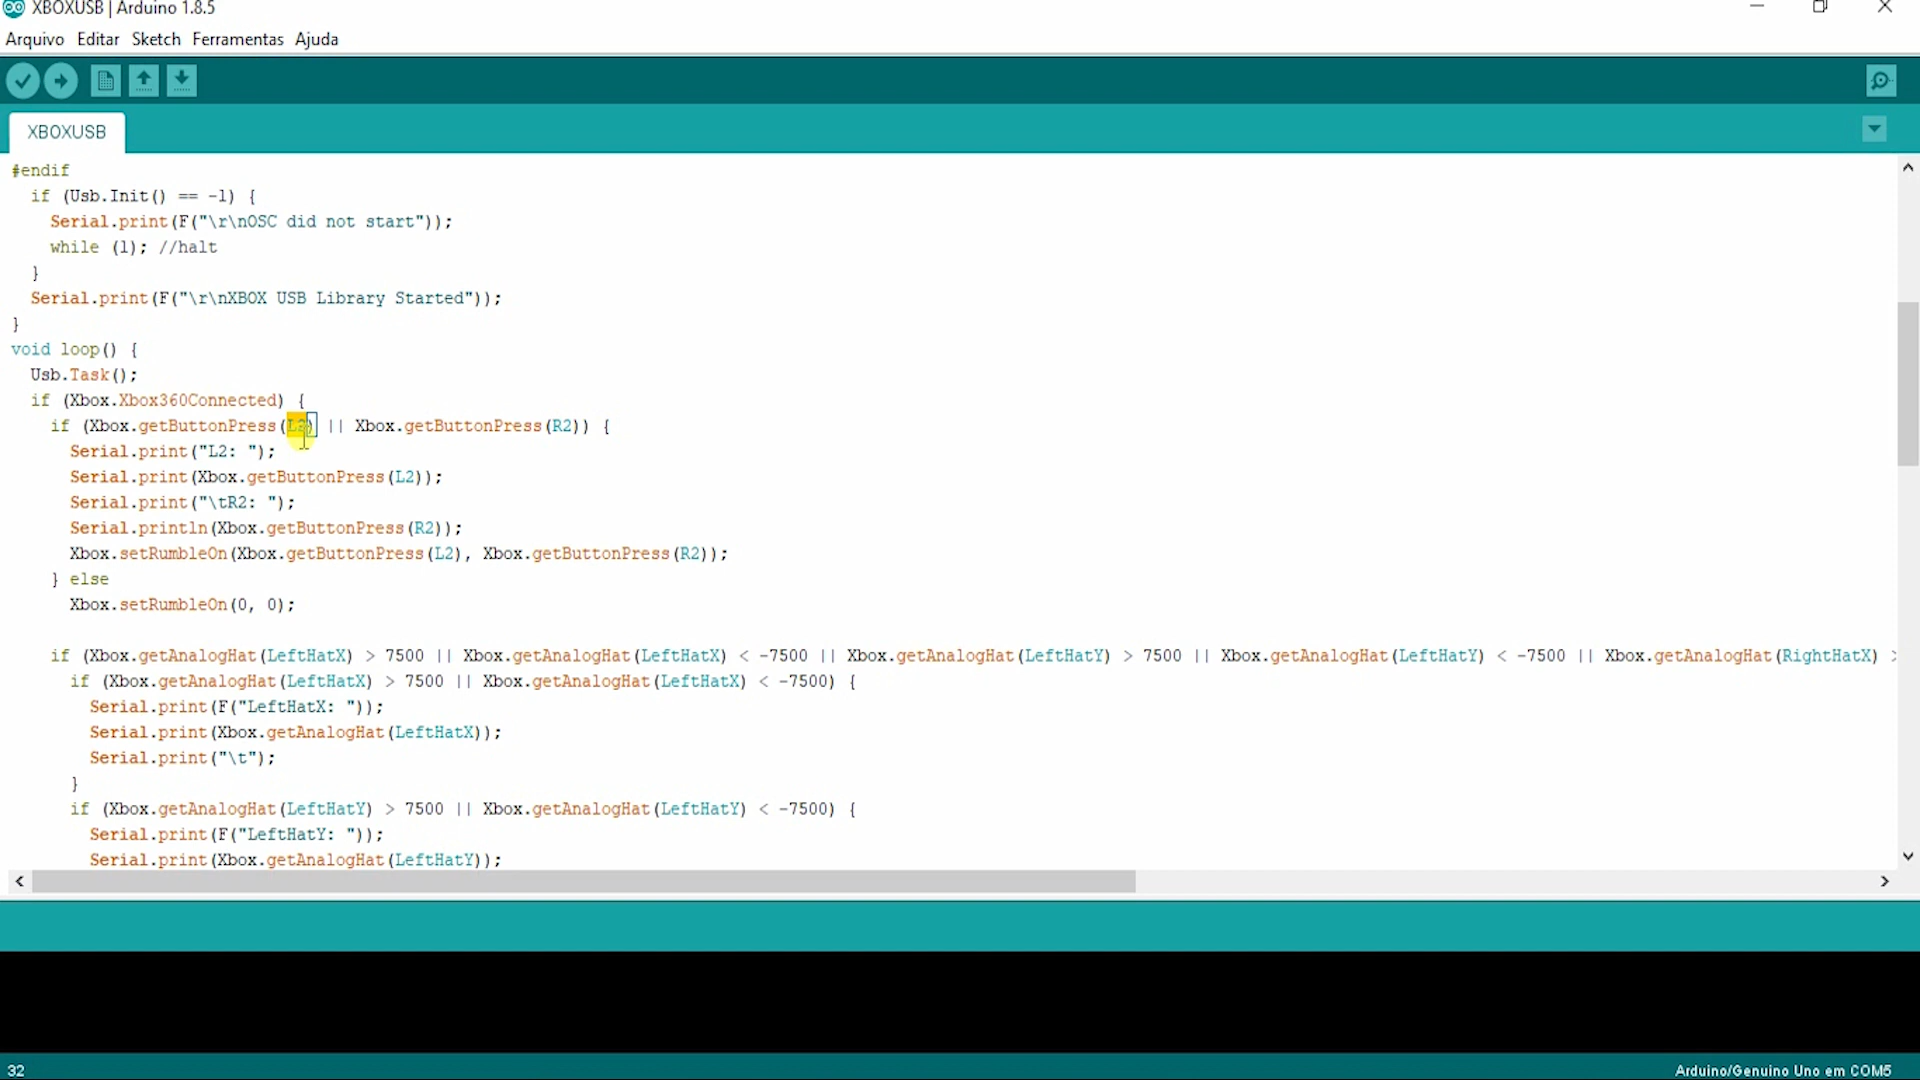 XBOXUSB | Arduino 1.8.5
Arquivo Editar Sketch Ferramentas Ajuda
XBOXUSB
#endif
if (Usb.Init() == -1) {
Serial.print(F("\r\nOSC did not start"));
while (1); //halt
}
Serial.print(F("\r\nXBOX USB Library Started"));
}
void loop() {
Usb.Task();
if (Xbox.Xbox360Connected) {
if (Xbox.getButtonPress(L2) || Xbox.getButtonPress(R2)) {
Serial.print("L2: ");
Serial.print(Xbox.getButtonPress(L2));
Serial.print("\tR2: ");
Serial.println(Xbox.getButtonPress(R2));
Xbox.setRumbleOn(Xbox.getButtonPress(L2), Xbox.getButtonPress(R2));
} else
Xbox.setRumbleOn(0, 0);
if (Xbox.getAnalogHat(LeftHatX) > 7500 || Xbox.getAnalogHat(LeftHatX) < -7500 || Xbox.getAnalogHat(LeftHatY) > 7500 || Xbox.getAnalogHat(LeftHatY) < -7500 || Xbox.getAnalogHat(RightHatX) >
if (Xbox.getAnalogHat(LeftHatX) > 7500 || Xbox.getAnalogHat(LeftHatX) < -7500) {
Serial.print(F("LeftHatX: "));
Serial.print(Xbox.getAnalogHat(LeftHatX));
Serial.print("\t");
}
if (Xbox.getAnalogHat(LeftHatY) > 7500 || Xbox.getAnalogHat(LeftHatY) < -7500) {
Serial.print(F("LeftHatY: "));
Serial.print(Xbox.getAnalogHat(LeftHatY));
32
Arduino/Genuino Uno em COM5